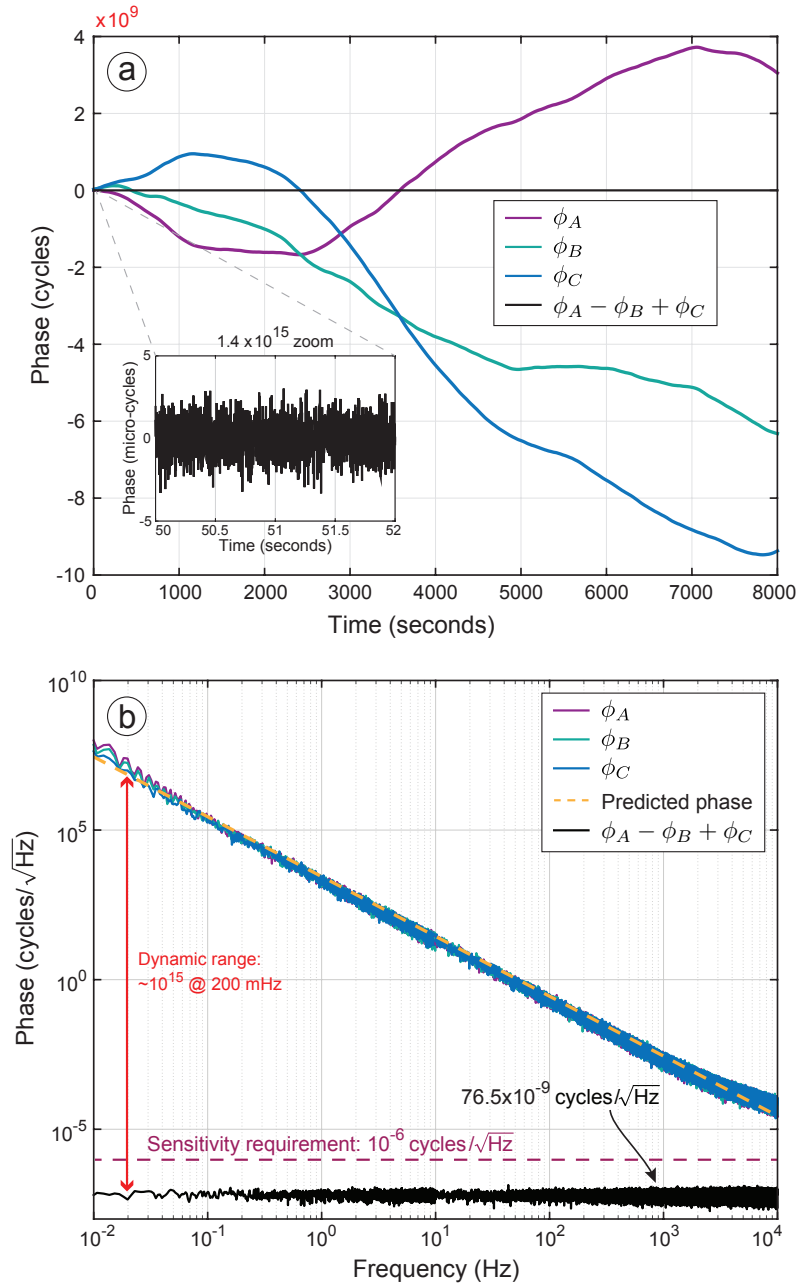 ×10⁹
a
4
2
0
-2
-4
-6
-8
-10
Phase (cycles)
ϕ_A
ϕ_B
ϕ_C
ϕ_A − ϕ_B + ϕ_C
1.4 x10¹⁵ zoom
5
0
-5
Phase (micro-cycles)
50 50.5 51 51.5 52
Time (seconds)
0 1000 2000 3000 4000 5000 6000 7000 8000
Time (seconds)
b
10¹⁰
10⁵
10⁰
10⁻⁵
Phase (cycles/√Hz)
ϕ_A
ϕ_B
ϕ_C
Predicted phase
ϕ_A − ϕ_B + ϕ_C
Dynamic range:
~10¹⁵ @ 200 mHz
76.5x10⁻⁹ cycles/√Hz
Sensitivity requirement: 10⁻⁶ cycles/√Hz
10⁻² 10⁻¹ 10⁰ 10¹ 10² 10³ 10⁴
Frequency (Hz)